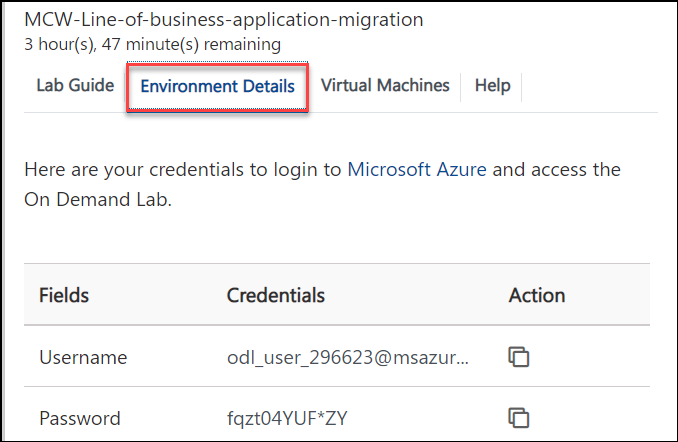 MCW-Line-of-business-application-migration
3 hour(s), 47 minute(s) remaining
Lab Guide Environment Details Virtual Machines Help
Here are your credentials to login to Microsoft Azure and access the
On Demand Lab.
Fields Credentials Action
Username odl_user_296623@msazur...
Password fqzt04YUF*ZY